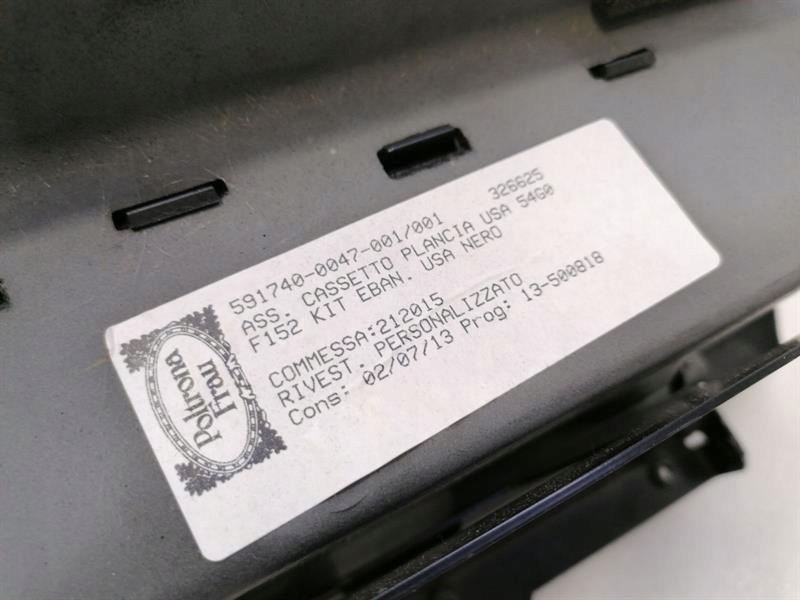 591740-0047-001/001 326625
ASS. CASSETTO PLANCIA USA 54G0
F152 KIT EBAN. USA NERO
COMMESSA:212015
RIVEST.:PERSONALIZZATO
Cons: 02/07/13 Prog: 13-500818
Poltrona
Frau